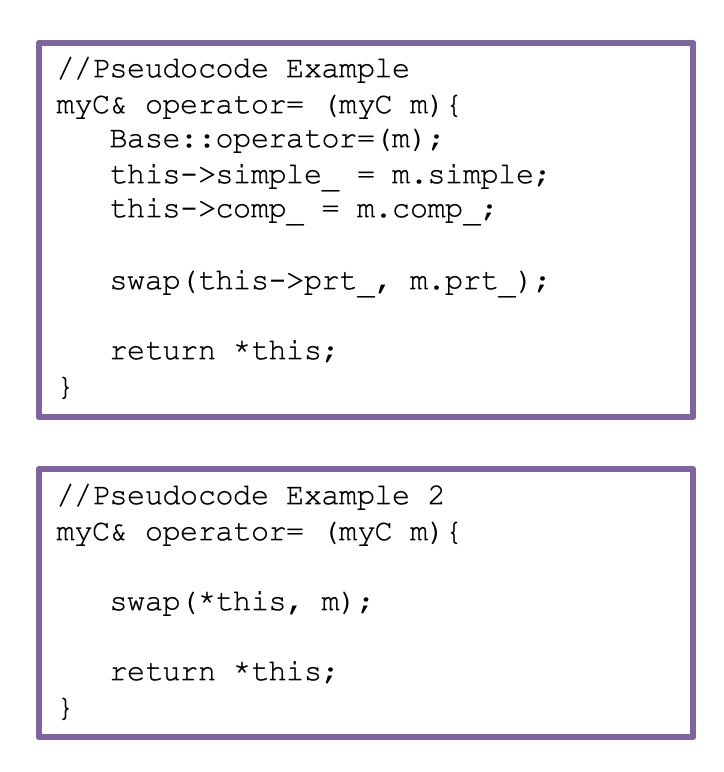 //Pseudocode Example
myC& operator= (myC m){
Base::operator=(m);
this->simple_ = m.simple;
this->comp_ = m.comp_;
swap(this->prt_, m.prt_);
return *this;
}
//Pseudocode Example 2
myC& operator= (myC m){
swap(*this, m);
return *this;
}